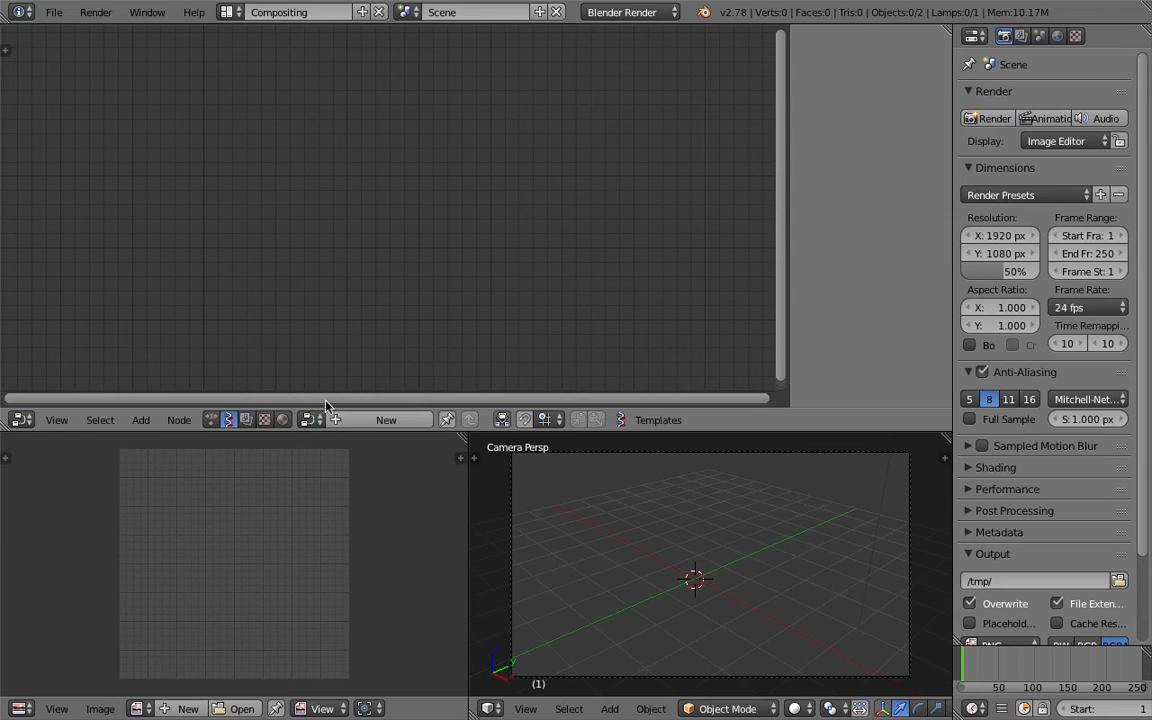 File Render Window Help Compositing Scene Blender Render v2.78 | Verts:0 | Faces:0 | Tris:0 | Objects:0/2 | Lamps:0/1 | Mem:10.17M
Scene
Render
Render Animatic Audio
Display: Image Editor
Dimensions
Render Presets
Resolution: Frame Range:
X: 1920 px Start Fra: 1
Y: 1080 px End Fr: 250
50% Frame St: 1
Aspect Ratio: Frame Rate:
X: 1.000 24 fps
Y: 1.000 Time Remappi...
Bo Cr 10 10
Anti-Aliasing
5 8 11 16 Mitchell-Net...
Full Sample S: 1.000 px
View Select Add Node New Templates
Sampled Motion Blur
Camera Persp
Shading
Performance
Post Processing
Metadata
Output
/tmp/
Overwrite File Exten...
Placehold... Cache Res...
y
(1)
50 100 150 200 250
View Image New Open View View Select Add Object Object Mode Start: 1